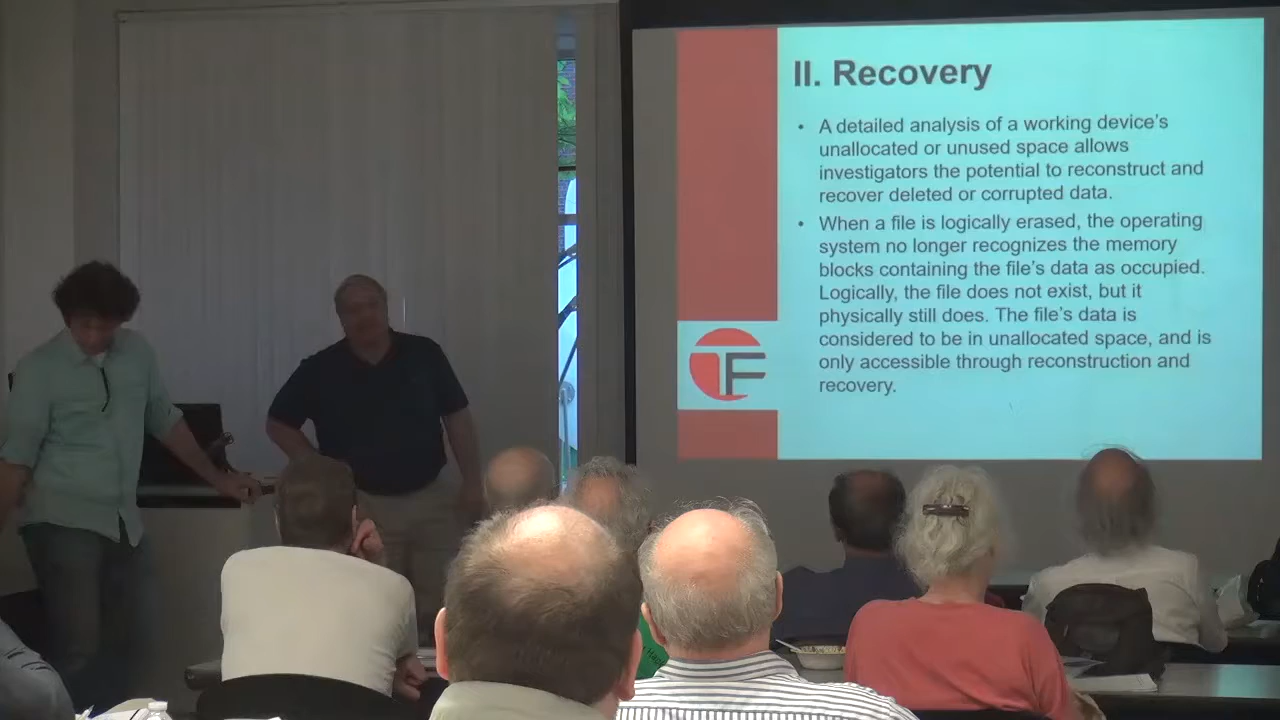 II. Recovery
• A detailed analysis of a working device's
unallocated or unused space allows
investigators the potential to reconstruct and
recover deleted or corrupted data.
• When a file is logically erased, the operating
system no longer recognizes the memory
blocks containing the file's data as occupied.
Logically, the file does not exist, but it
physically still does. The file's data is
considered to be in unallocated space, and is
only accessible through reconstruction and
recovery.
TF